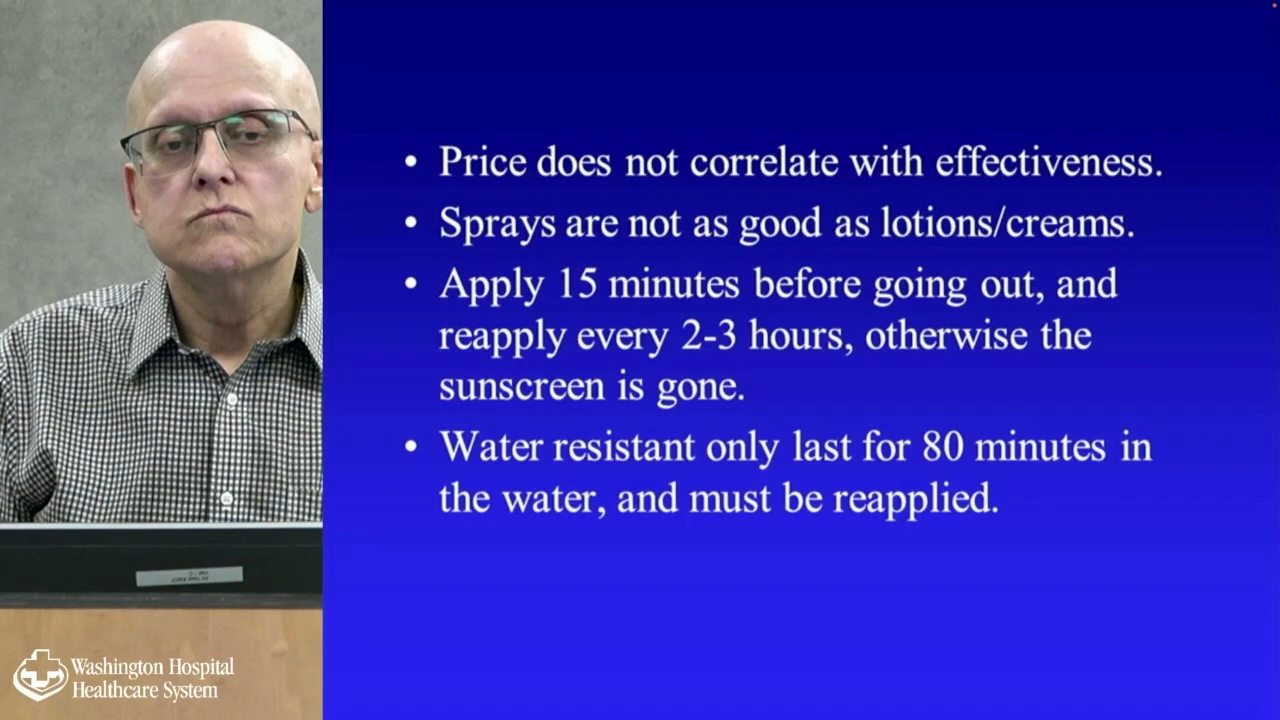 • Price does not correlate with effectiveness.
• Sprays are not as good as lotions/creams.
• Apply 15 minutes before going out, and
reapply every 2-3 hours, otherwise the
sunscreen is gone.
• Water resistant only last for 80 minutes in
the water, and must be reapplied.
Washington Hospital
Healthcare System